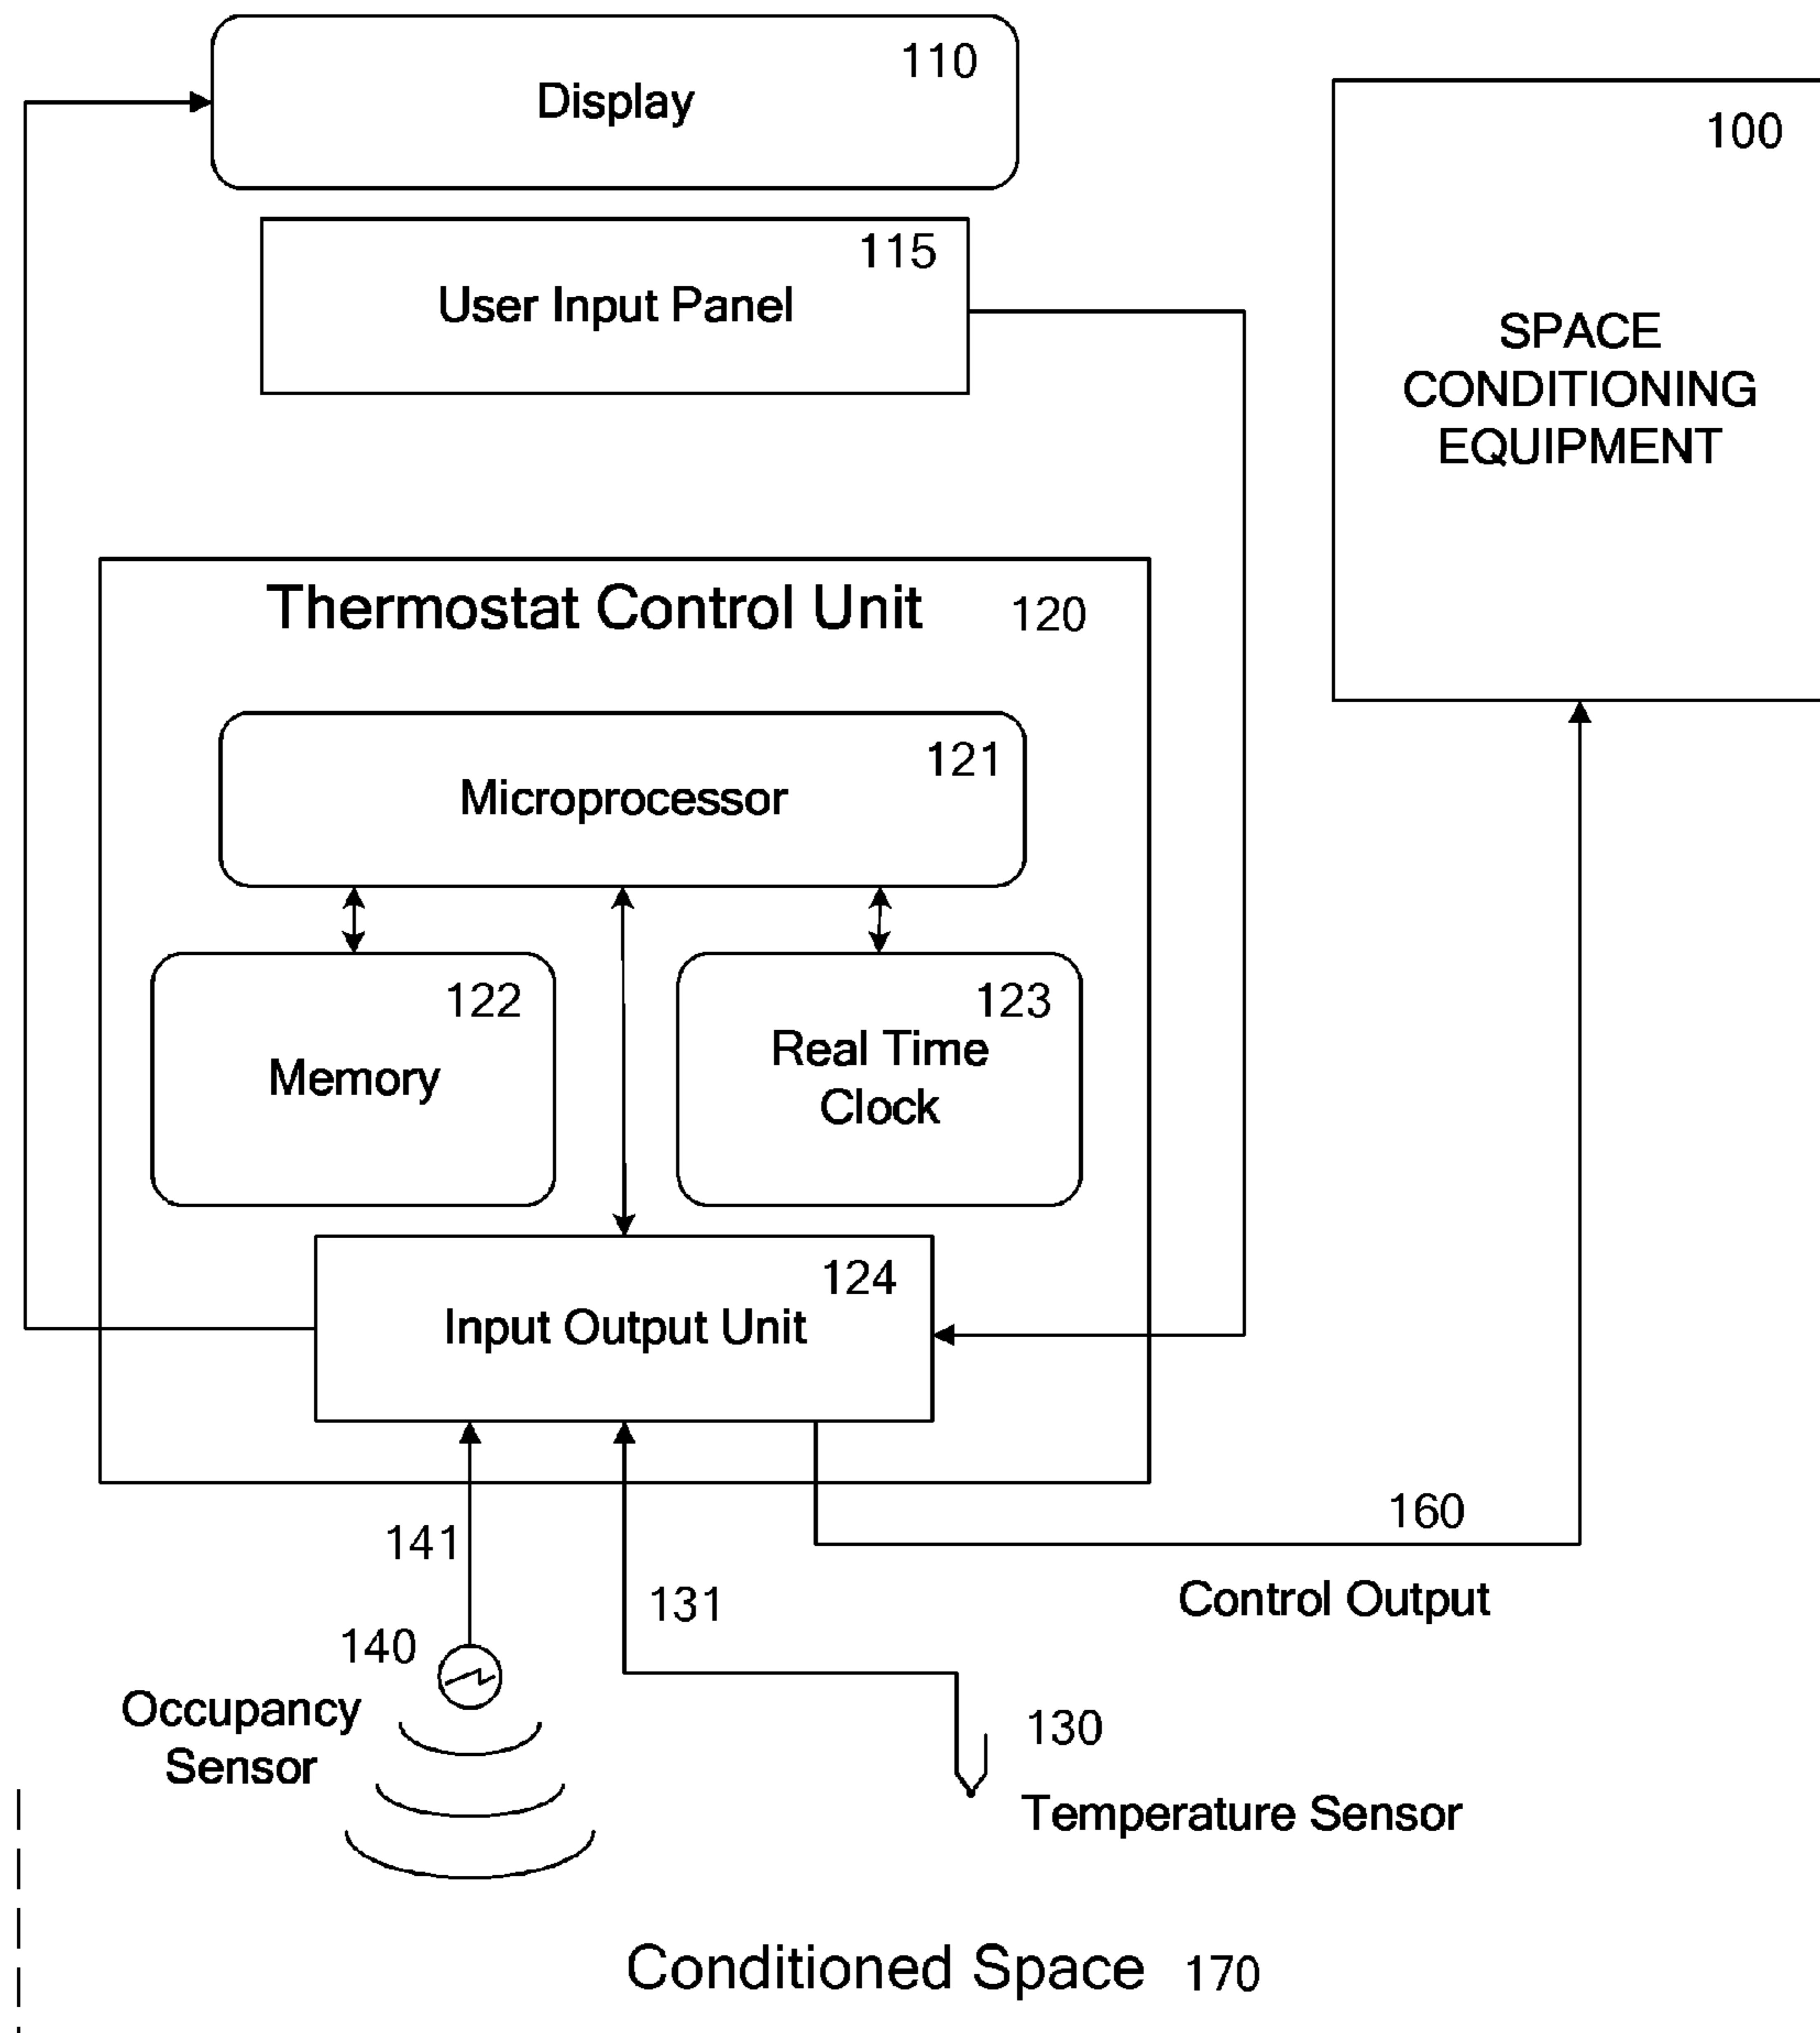 110
Display
100
115
User Input Panel
SPACE
CONDITIONING
EQUIPMENT
Thermostat Control Unit 120
121
Microprocessor
122
Memory
123
Real Time
Clock
124
Input Output Unit
160
Control Output
141
131
140
Occupancy
Sensor
130
Temperature Sensor
Conditioned Space 170